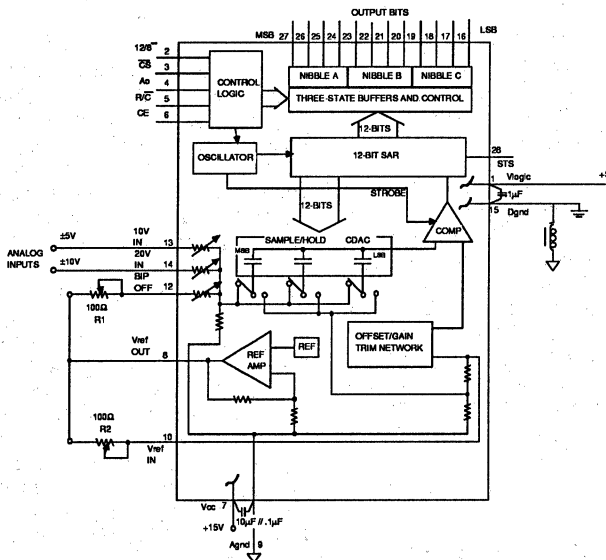 OUTPUT BITS
MSB 27 26 25 24 23 22 21 20 19 18 17 16 LSB
12/8 2
CS 3
Ao 4
R/C 5
CE 6
CONTROL LOGIC
NIBBLE A NIBBLE B NIBBLE C
THREE-STATE BUFFERS AND CONTROL
12-BITS
OSCILLATOR
12-BIT SAR
28
STS
1 Vlogic
1µF
15 Dgnd
12-BITS
STROBE
COMP
±5V
10V
IN 13
ANALOG INPUTS
20V
±10V
IN 14
BIP
OFF 12
100Ω
R1
SAMPLE/HOLD CDAC
MSB
LSB
OFFSET/GAIN TRIM NETWORK
Vref
OUT 8
REF AMP
REF
100Ω
R2
10
Vref
IN
Vcc 7
10µF // .1µF
+15V
Agnd 9